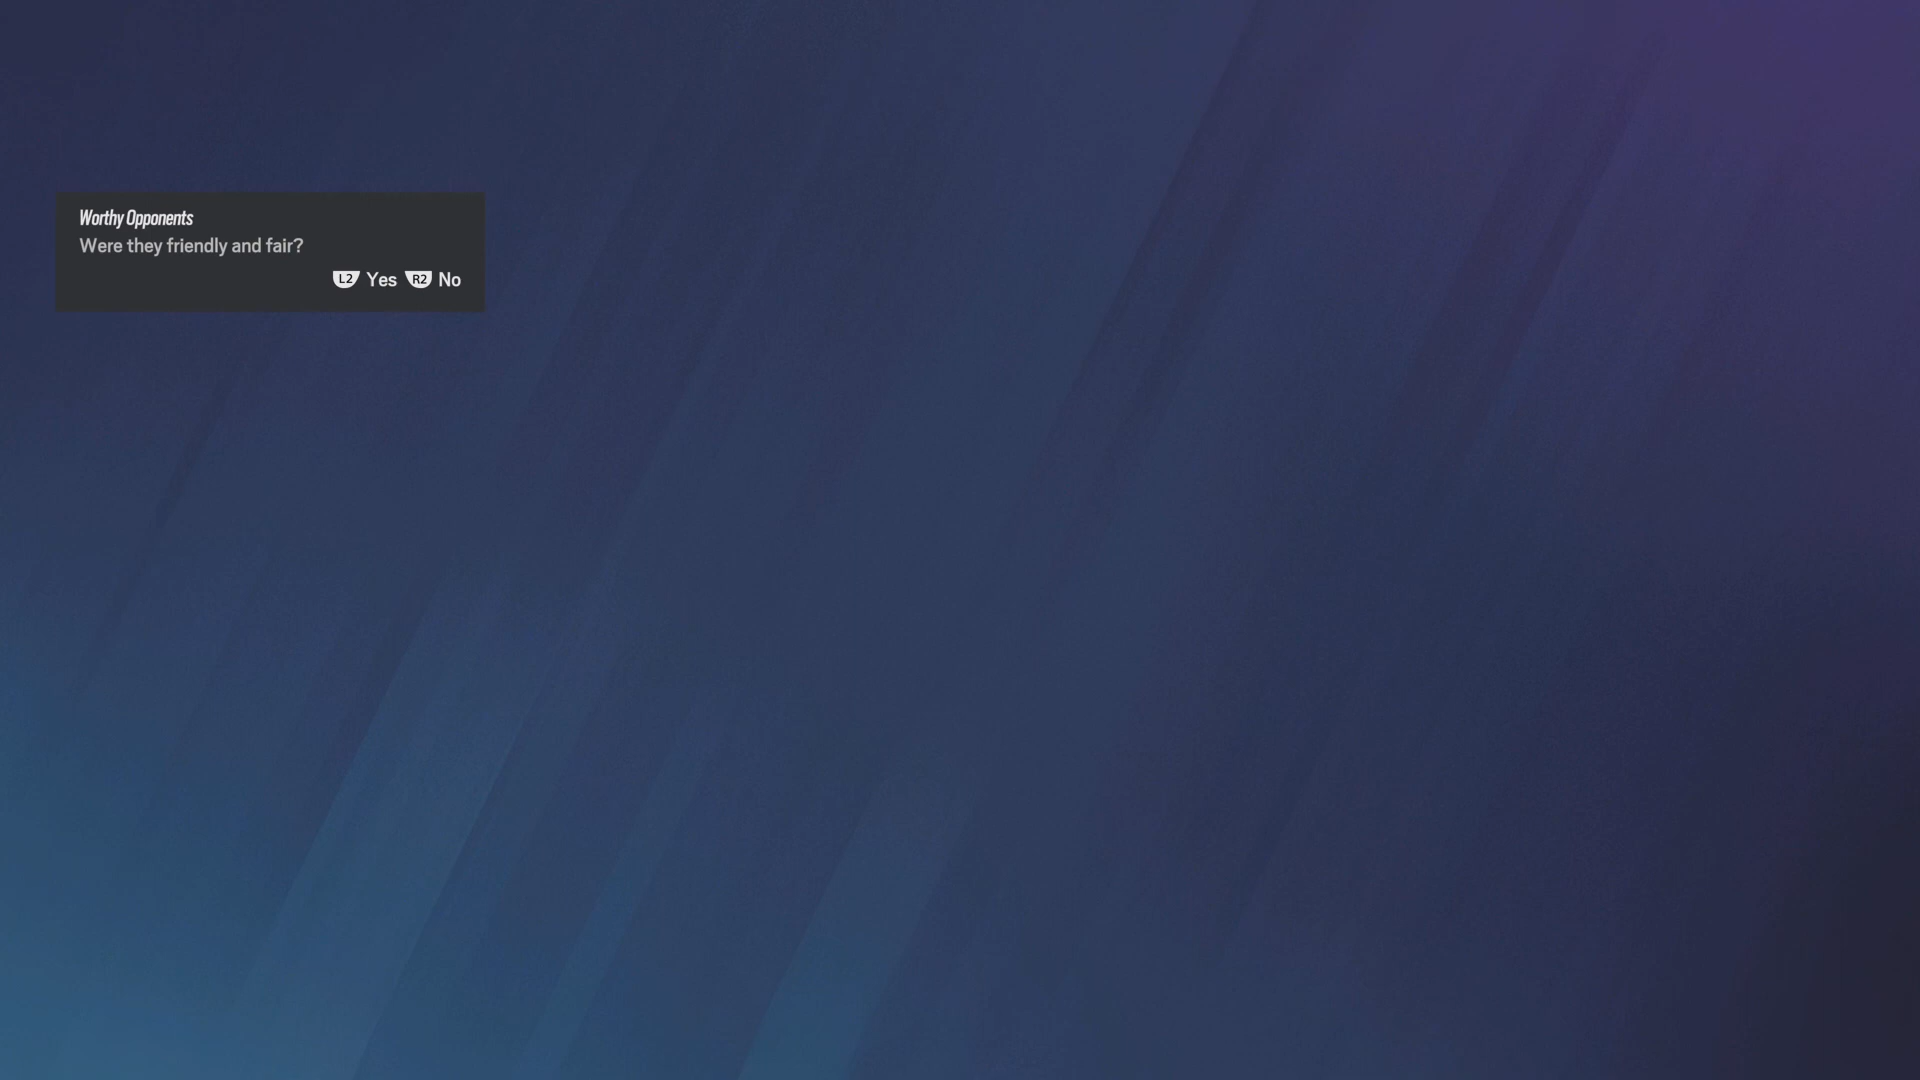 Worthy Opponents
Were they friendly and fair?
L2 Yes R2 No